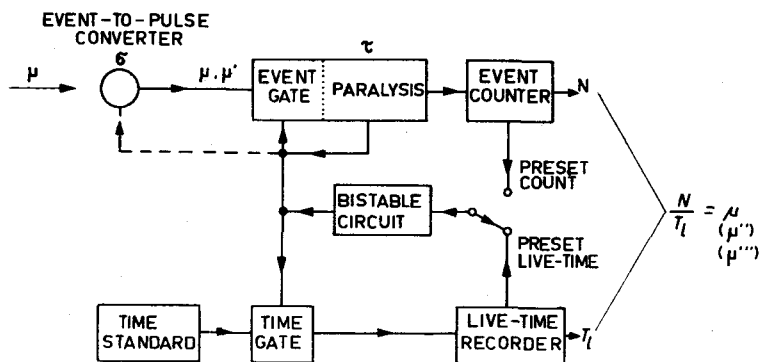 EVENT-TO-PULSE
CONVERTER
σ
μ
μ, μ'
τ
EVENT
GATE
PARALYSIS
EVENT
COUNTER
N
PRESET
COUNT
BISTABLE
CIRCUIT
PRESET
LIVE-TIME
N
T_l
= μ
(μ'')
(μ''')
TIME
STANDARD
TIME
GATE
LIVE-TIME
RECORDER
T_l